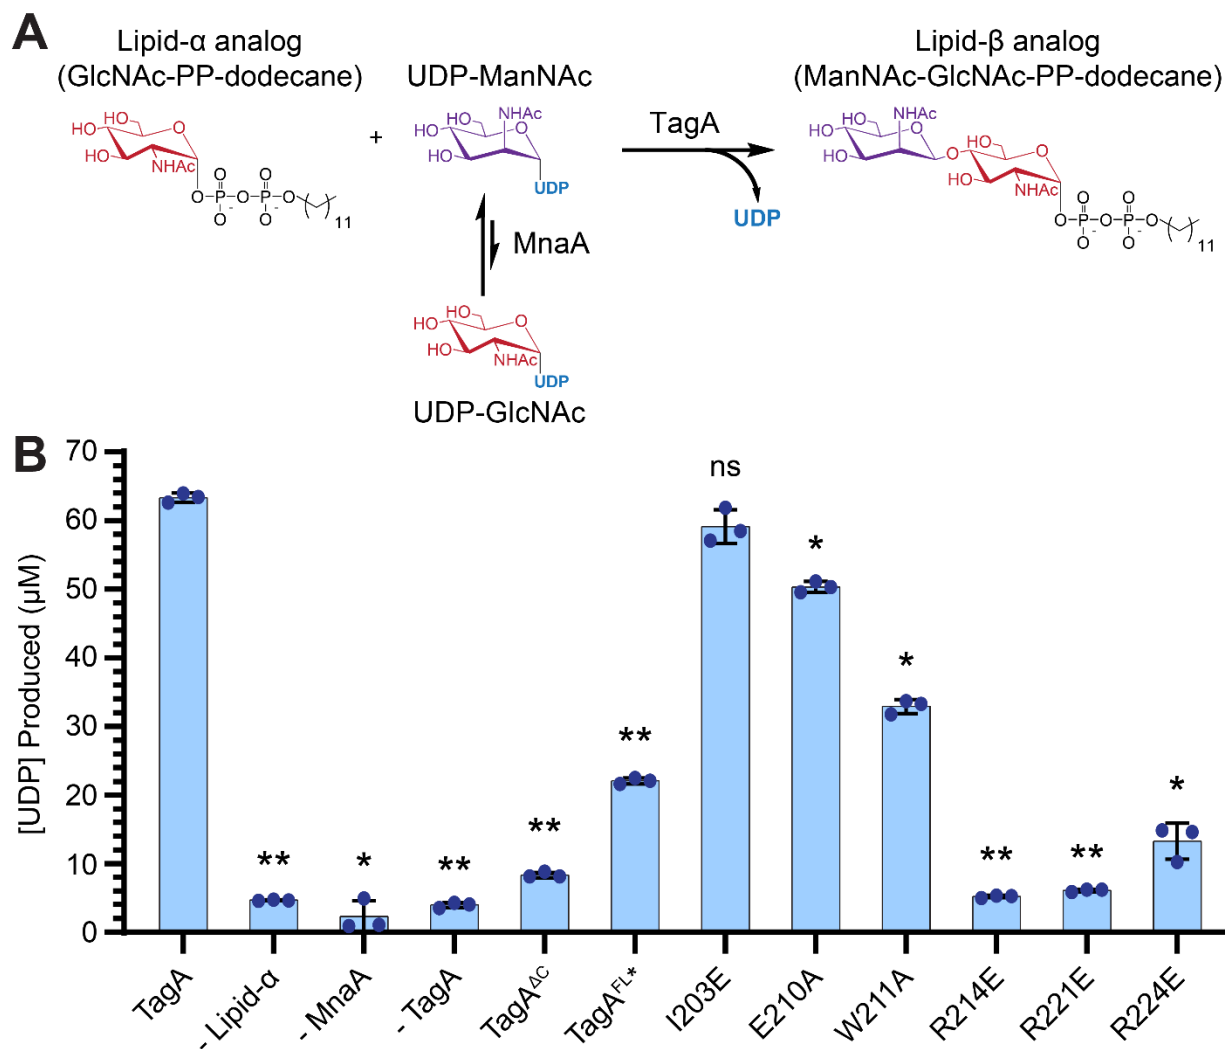 A
Lipid-α analog
(GlcNAc-PP-dodecane)
UDP-ManNAc
Lipid-β analog
(ManNAc-GlcNAc-PP-dodecane)
HO
HO
HO
O
NHAc
O
P
O
P
O
O
O
O
-
O
-
11
+
HO
HO
HO
NHAc
O
UDP
TagA
UDP
HO
HO
HO
NHAc
O
O
HO
HO
O
NHAc
O
P
O
P
O
O
O
O
-
O
-
11
MnaA
HO
HO
HO
O
NHAc
UDP
UDP-GlcNAc
B
[UDP] Produced (μM)
70
60
50
40
30
20
10
0
**
*
**
**
**
ns
*
*
**
**
*
TagA
- Lipid-α
- MnaA
- TagA
TagA^ΔC
TagA^FL*
I203E
E210A
W211A
R214E
R221E
R224E